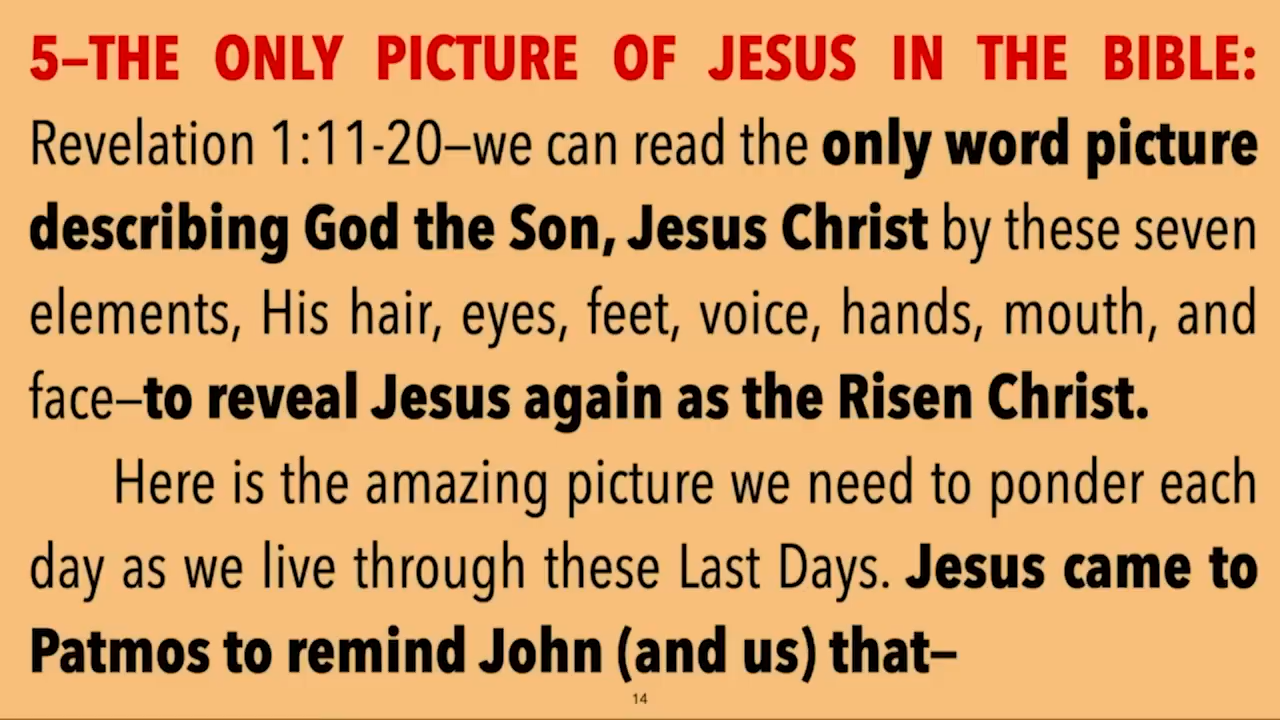 5–THE ONLY PICTURE OF JESUS IN THE BIBLE:
Revelation 1:11-20–we can read the only word picture
describing God the Son, Jesus Christ by these seven
elements, His hair, eyes, feet, voice, hands, mouth, and
face–to reveal Jesus again as the Risen Christ.
Here is the amazing picture we need to ponder each
day as we live through these Last Days. Jesus came to
Patmos to remind John (and us) that–
14